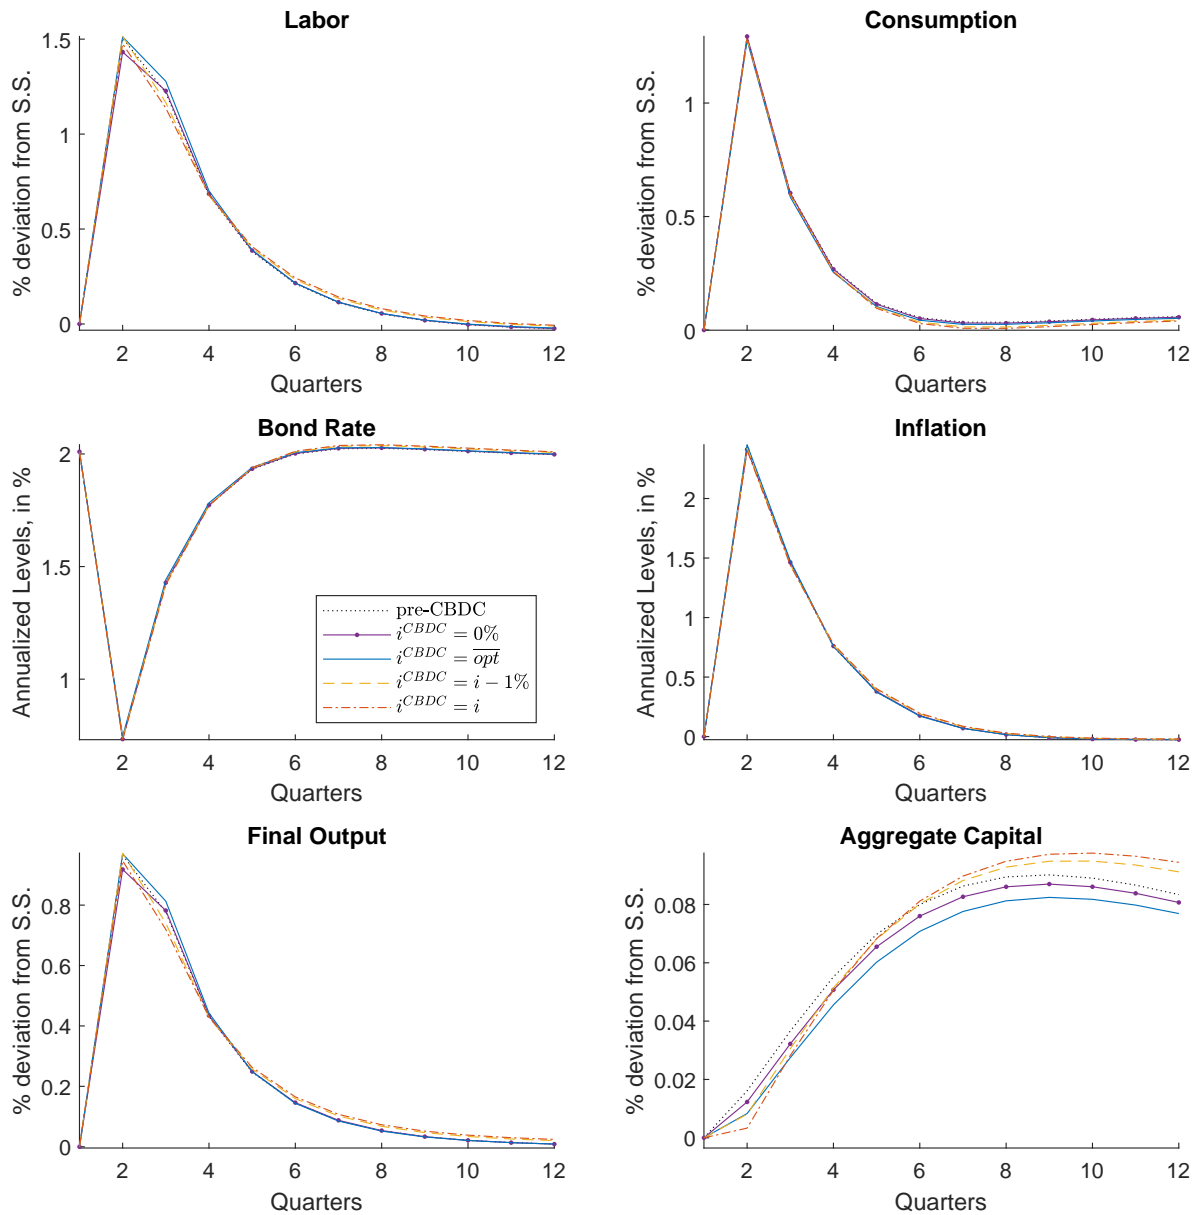 Labor
% deviation from S.S.
1.5
1
0.5
0
2 4 6 8 10 12
Quarters
Consumption
% deviation from S.S.
1
0.5
0
2 4 6 8 10 12
Quarters
Bond Rate
Annualized Levels, in %
2
1.5
1
2 4 6 8 10 12
Quarters
pre-CBDC
i^{CBDC} = 0%
i^{CBDC} = \overline{opt}
i^{CBDC} = i − 1%
i^{CBDC} = i
Inflation
Annualized Levels, in %
2
1.5
1
0.5
0
2 4 6 8 10 12
Quarters
Final Output
% deviation from S.S.
0.8
0.6
0.4
0.2
0
2 4 6 8 10 12
Quarters
Aggregate Capital
% deviation from S.S.
0.08
0.06
0.04
0.02
0
2 4 6 8 10 12
Quarters